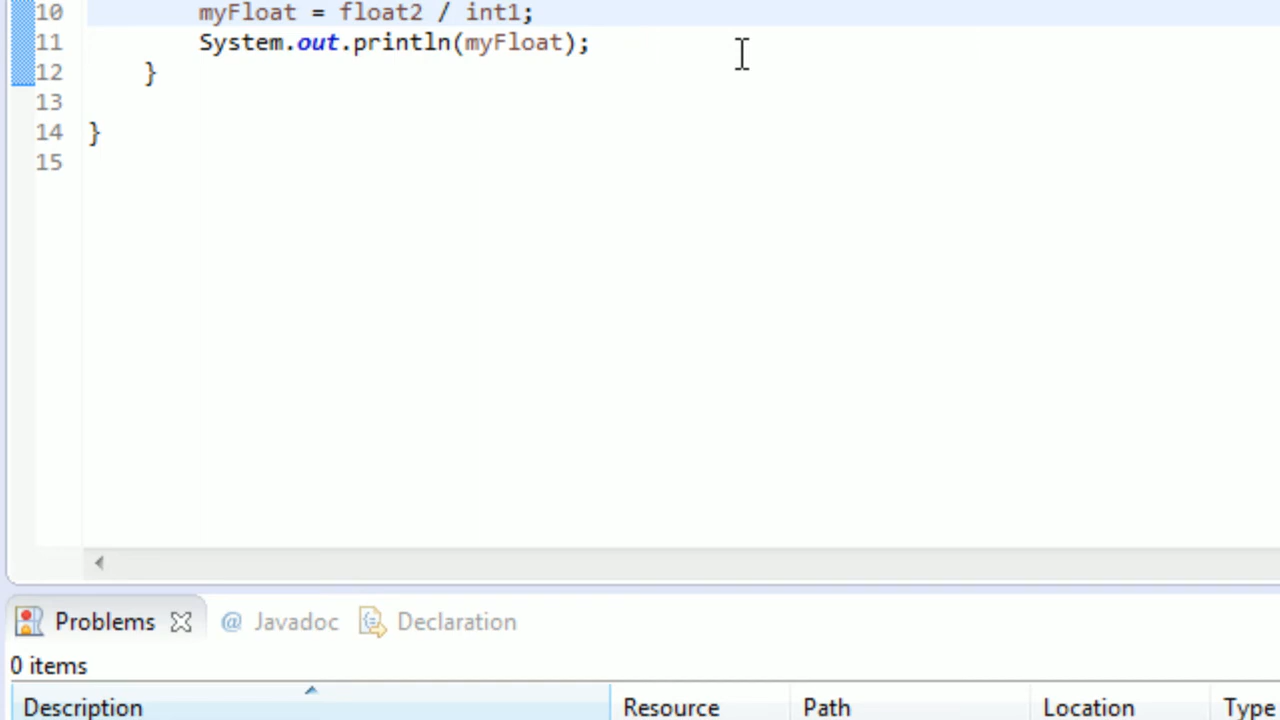 10 myFloat = float2 / int1;
11 System.out.println(myFloat);
12 }
13
14 }
15
Problems @ Javadoc Declaration
0 items
Description Resource Path Location Type